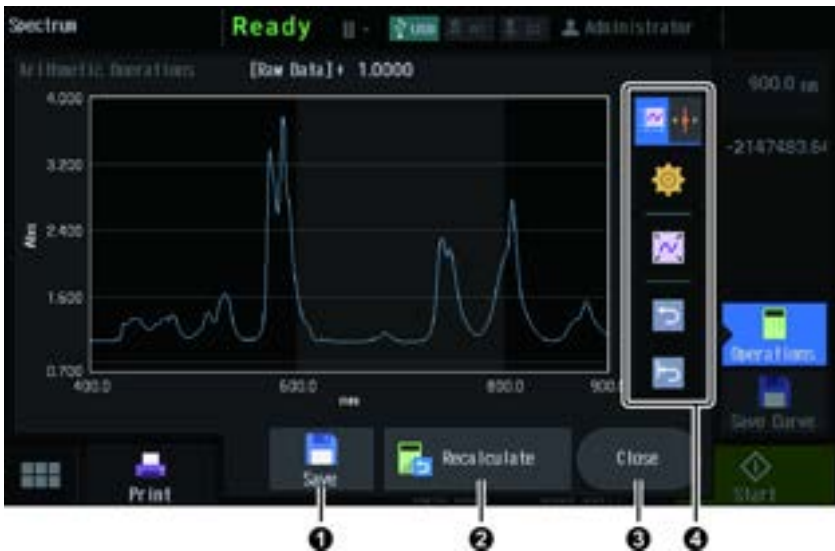 Spectrum Ready USB Administrator
Arithmetic Operations [Raw Data]+ 1.0000
900.0 nm
-2147483.64
4.000
3.200
2.400
1.600
0.700
Abs
400.0 600.0 800.0 900
nm
Operations
Save Curve
Save
Recalculate
Close
Print
Start
1 2 3 4